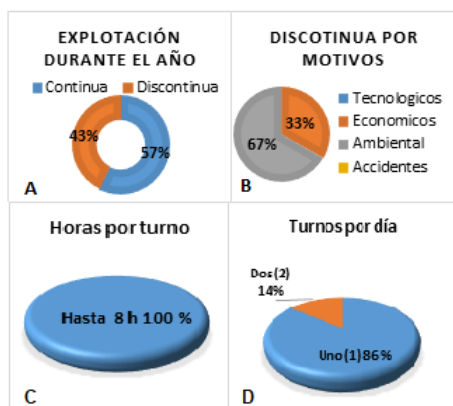 EXPLOTACIÓN
DURANTE EL AÑO
Continua Discontinua
43%
57%
A
DISCOTINUA POR
MOTIVOS
33%
67%
Tecnologicos
Economicos
Ambiental
Accidentes
B
Horas por turno
Hasta 8 h 100 %
C
Turnos por día
Dos (2)
14%
Uno (1) 86%
D